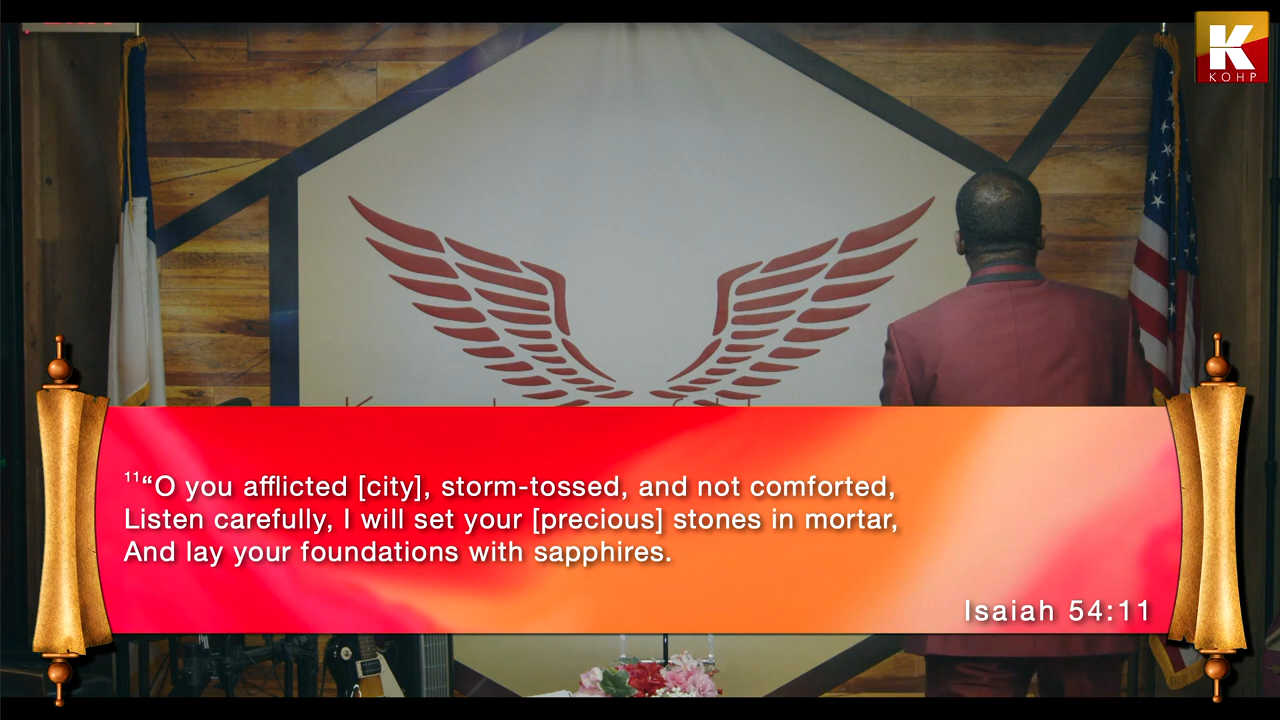 K
KOHP
¹¹“O you afflicted [city], storm-tossed, and not comforted,
Listen carefully, I will set your [precious] stones in mortar,
And lay your foundations with sapphires.
Isaiah 54:11